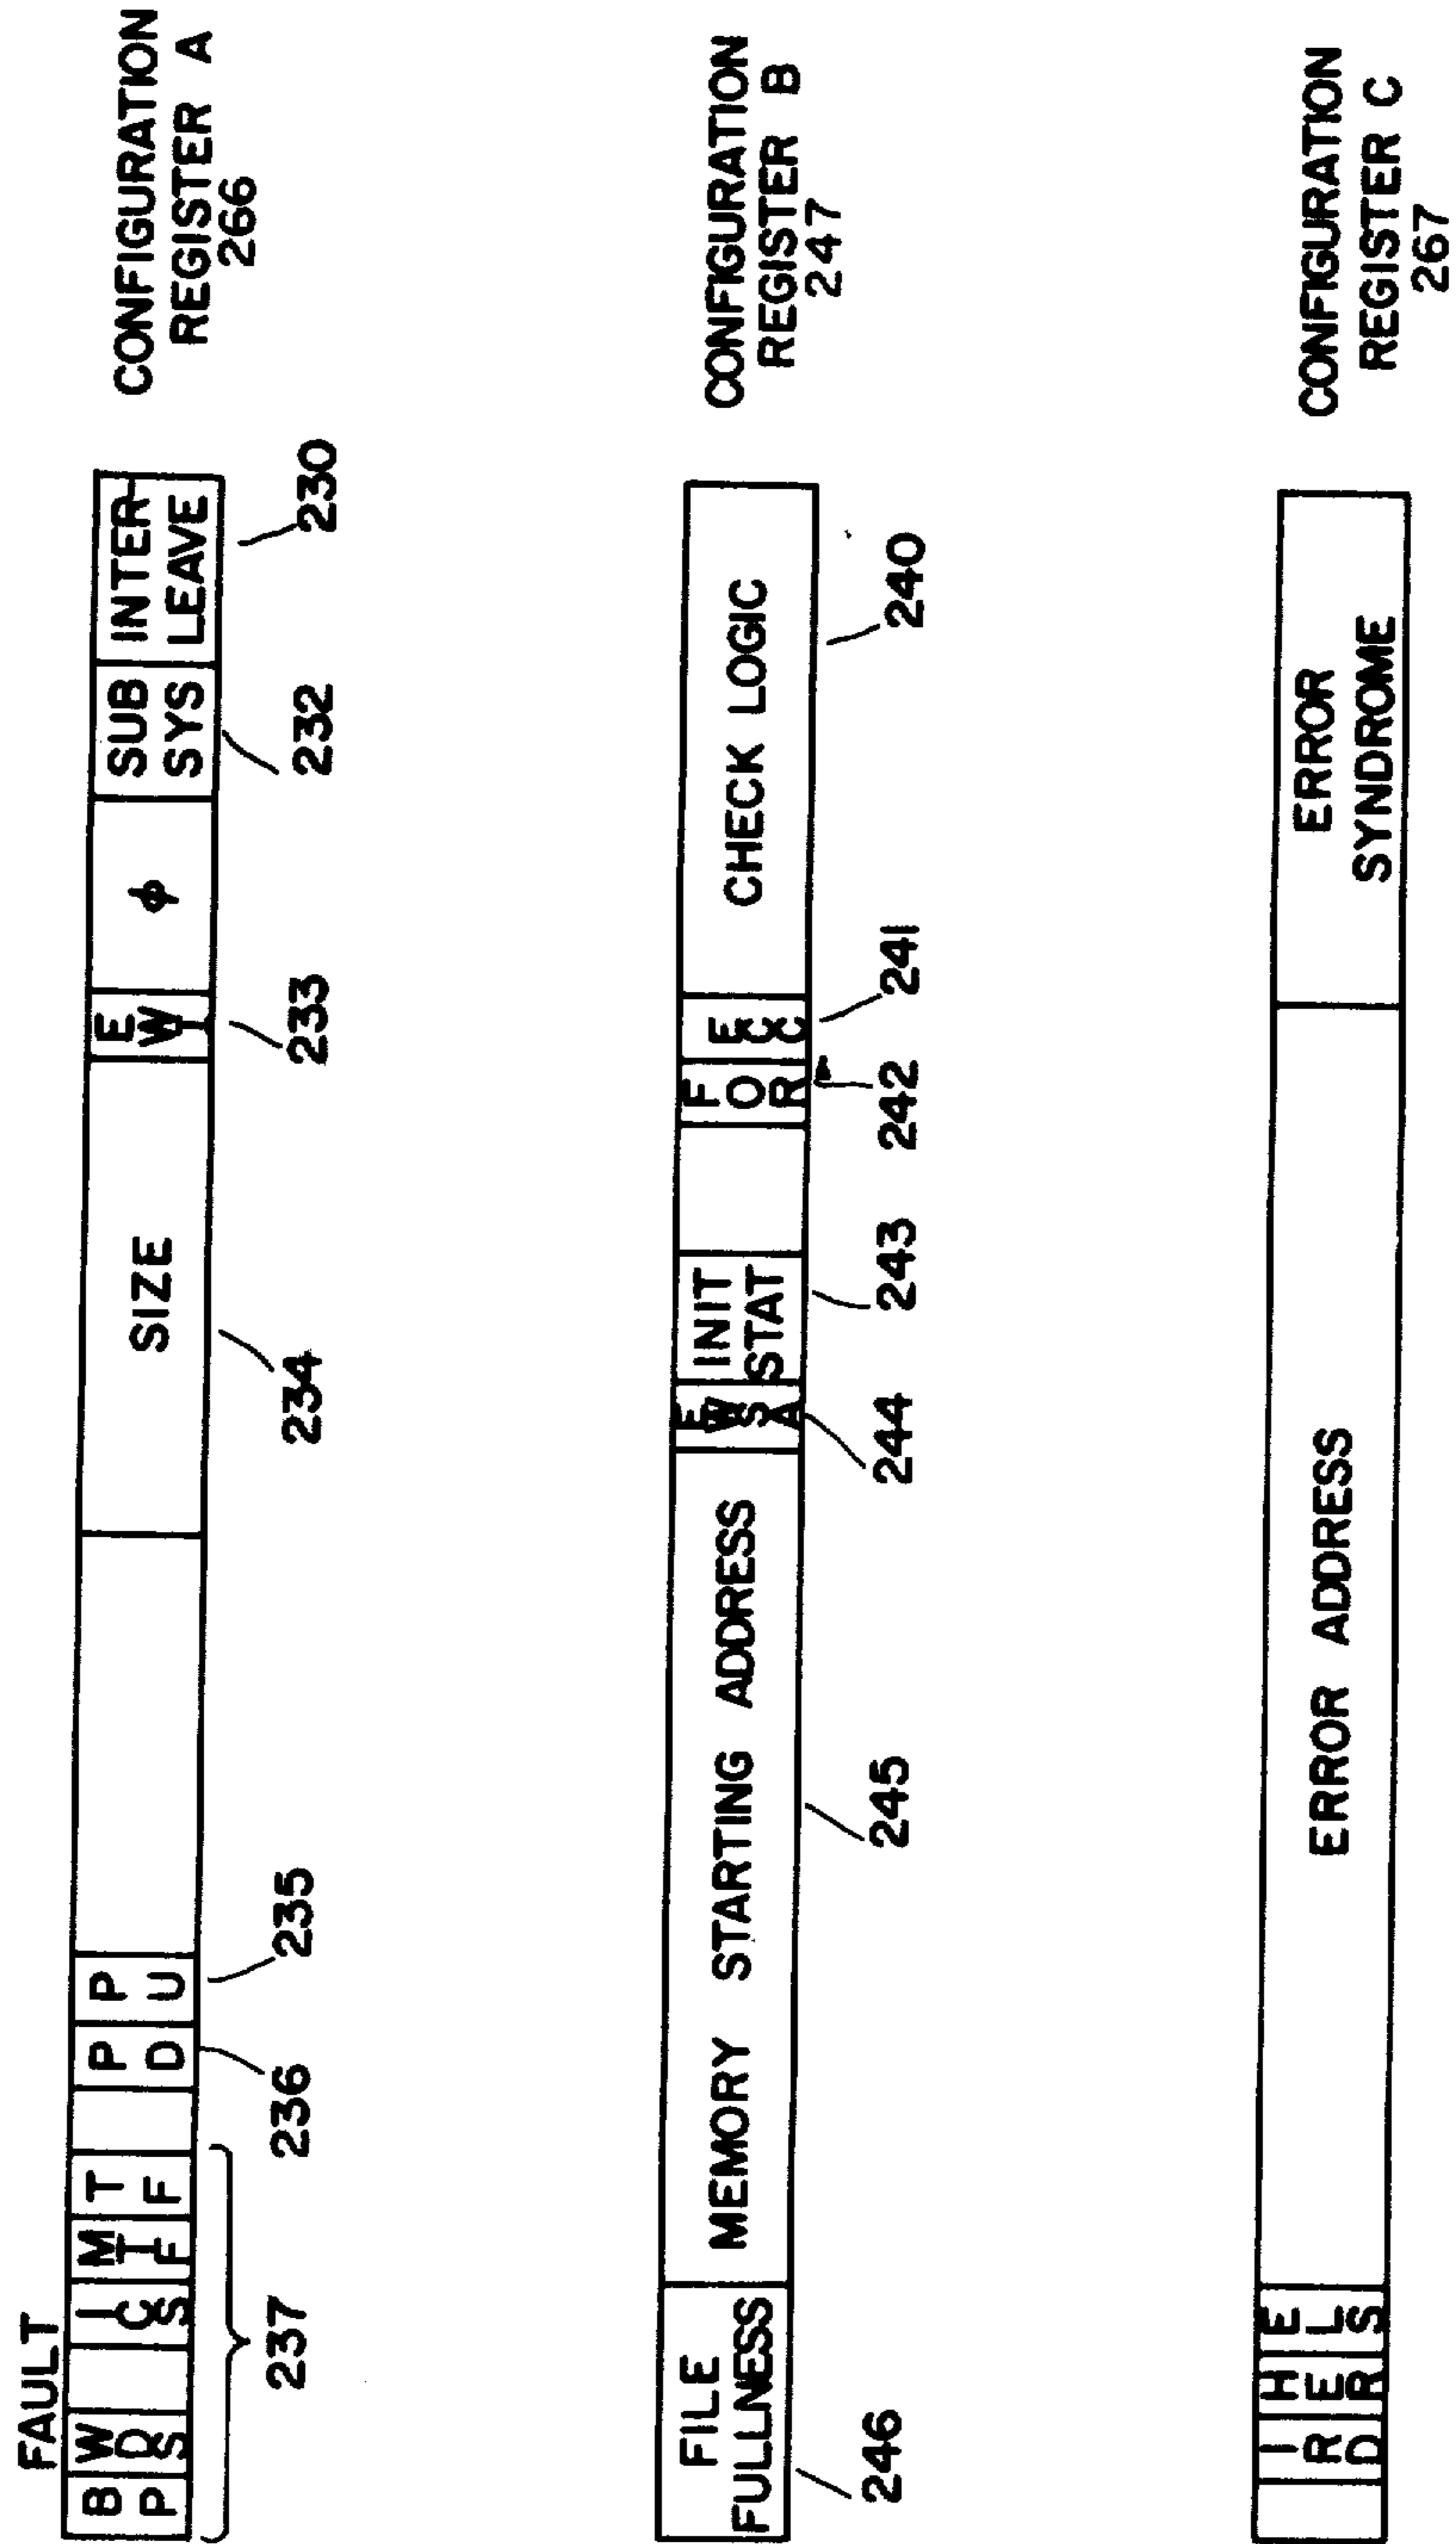 FAULT
B P
W D S
I C S
M T F
T F
P D
P U
SIZE
E W I
ϕ
SUB
SYS
INTER-
LEAVE
237
236
235
234
233
232
230
CONFIGURATION
REGISTER A
266
FILE
FULLNESS
MEMORY STARTING ADDRESS
E W S A
INIT
STAT
F O R
E C C
CHECK LOGIC
246
245
244
243
242
241
240
CONFIGURATION
REGISTER B
247
I R D
H E R
E L S
ERROR ADDRESS
ERROR
SYNDROME
CONFIGURATION
REGISTER C
267